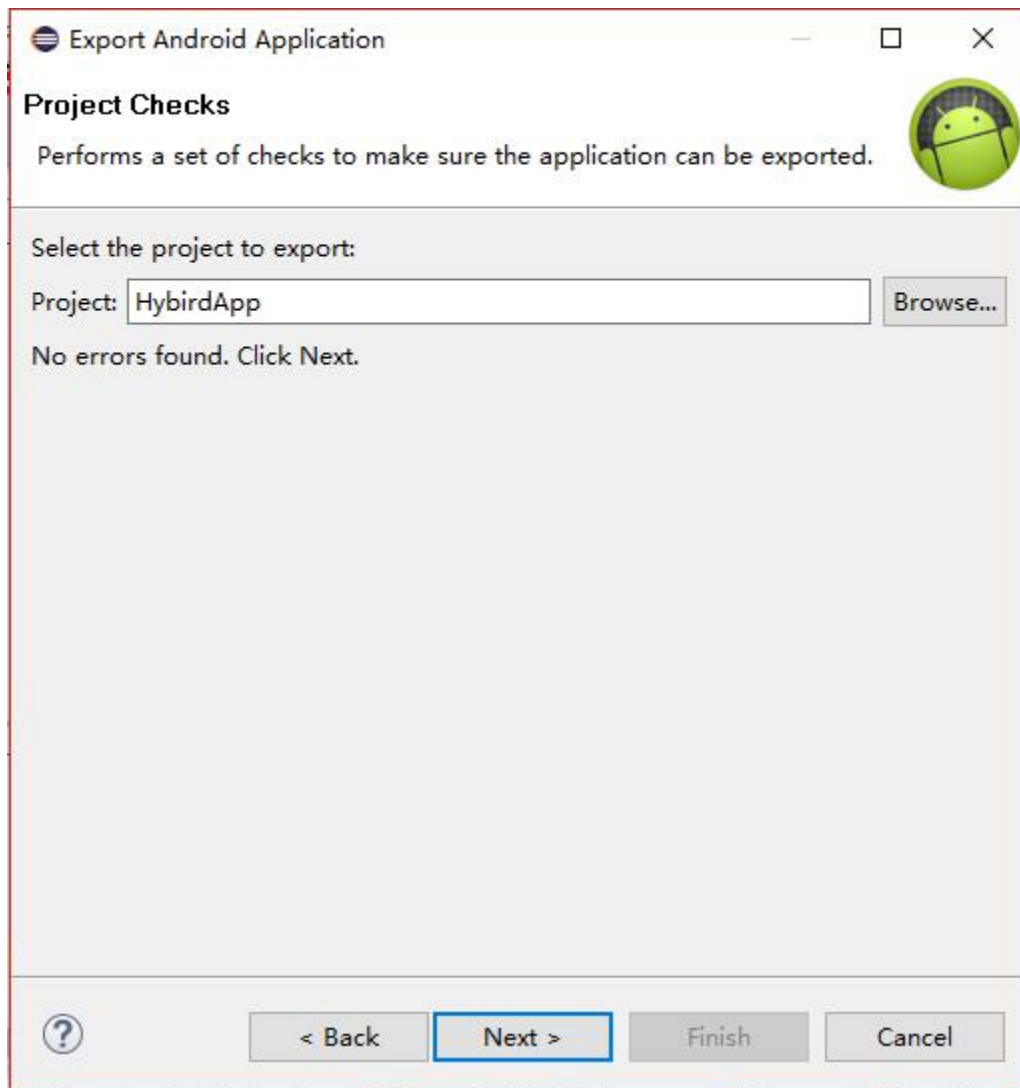 Export Android Application
Project Checks
Performs a set of checks to make sure the application can be exported.
Select the project to export:
Project: HybirdApp Browse...
No errors found. Click Next.
? < Back Next > Finish Cancel